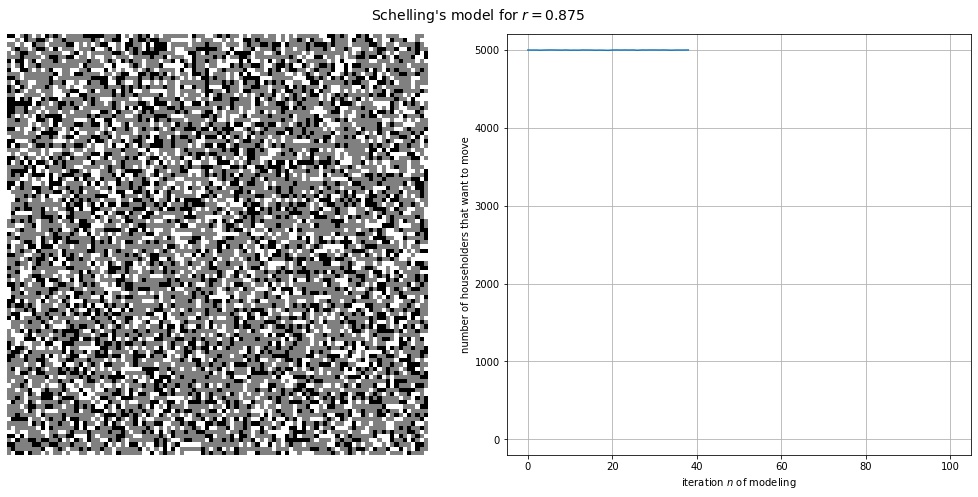 Schelling's model for r = 0.875
number of householders that want to move
5000
4000
3000
2000
1000
0
0 20 40 60 80 100
iteration n of modeling